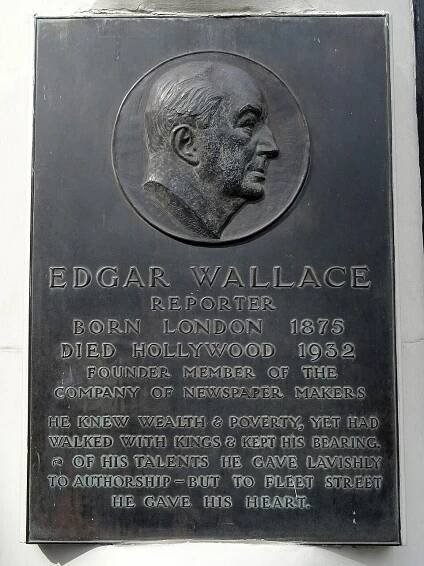 EDGAR WALLACE
REPORTER
BORN LONDON 1875
DIED HOLLYWOOD 1932
FOUNDER MEMBER OF THE
COMPANY OF NEWSPAPER MAKERS
HE KNEW WEALTH & POVERTY, YET HAD
WALKED WITH KINGS & KEPT HIS BEARING.
OF HIS TALENTS HE GAVE LAVISHLY
TO AUTHORSHIP – BUT TO FLEET STREET
HE GAVE HIS HEART.